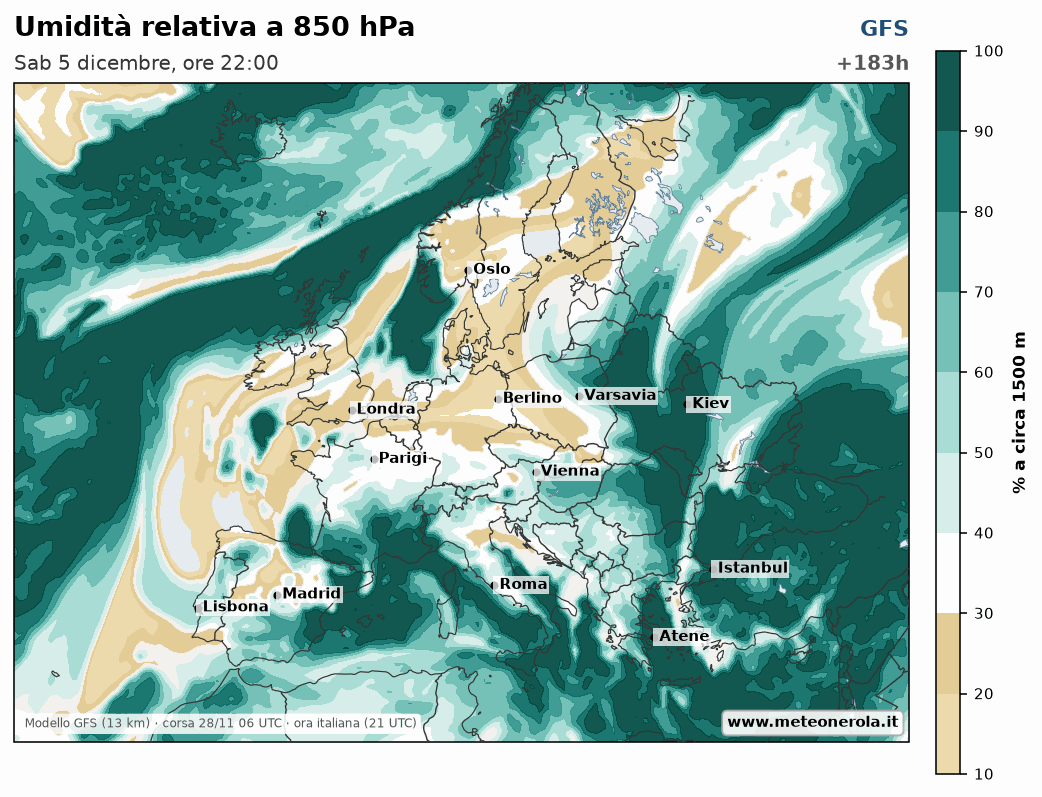 Umidità relativa a 850 hPa
GFS
Sab 5 dicembre, ore 22:00
+183h
100
90
80
70
60
50
40
30
20
10
% a circa 1500 m
Oslo
Berlino
Varsavia
Kiev
Londra
Parigi
Vienna
Istanbul
Roma
Madrid
Lisbona
Atene
Modello GFS (13 km) · corsa 28/11 06 UTC · ora italiana (21 UTC)
www.meteonerola.it